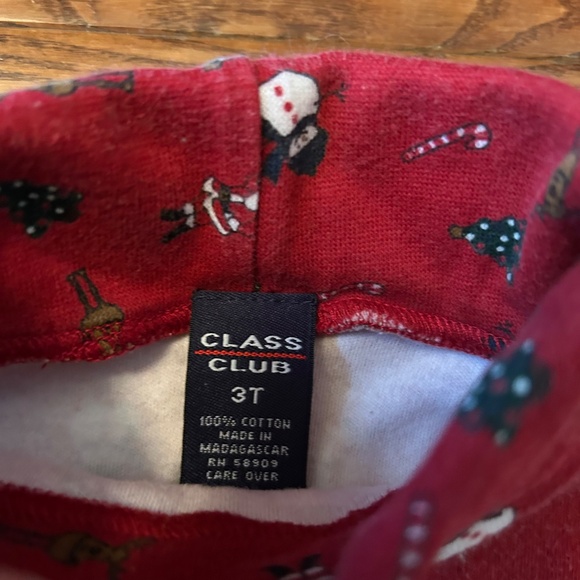 CLASS
CLUB
3T
100% COTTON
MADE IN
MADAGASCAR
RN 58909
CARE OVER